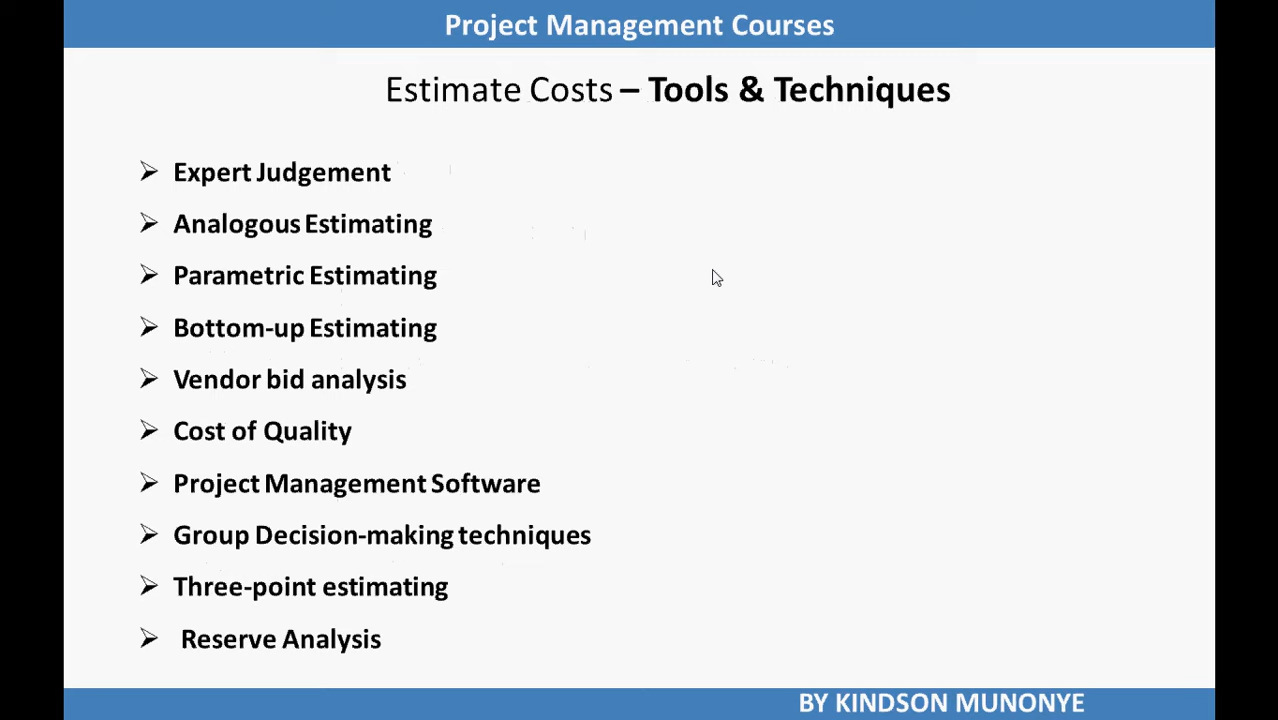 Project Management Courses
Estimate Costs – Tools & Techniques
Expert Judgement
Analogous Estimating
Parametric Estimating
Bottom-up Estimating
Vendor bid analysis
Cost of Quality
Project Management Software
Group Decision-making techniques
Three-point estimating
Reserve Analysis
BY KINDSON MUNONYE